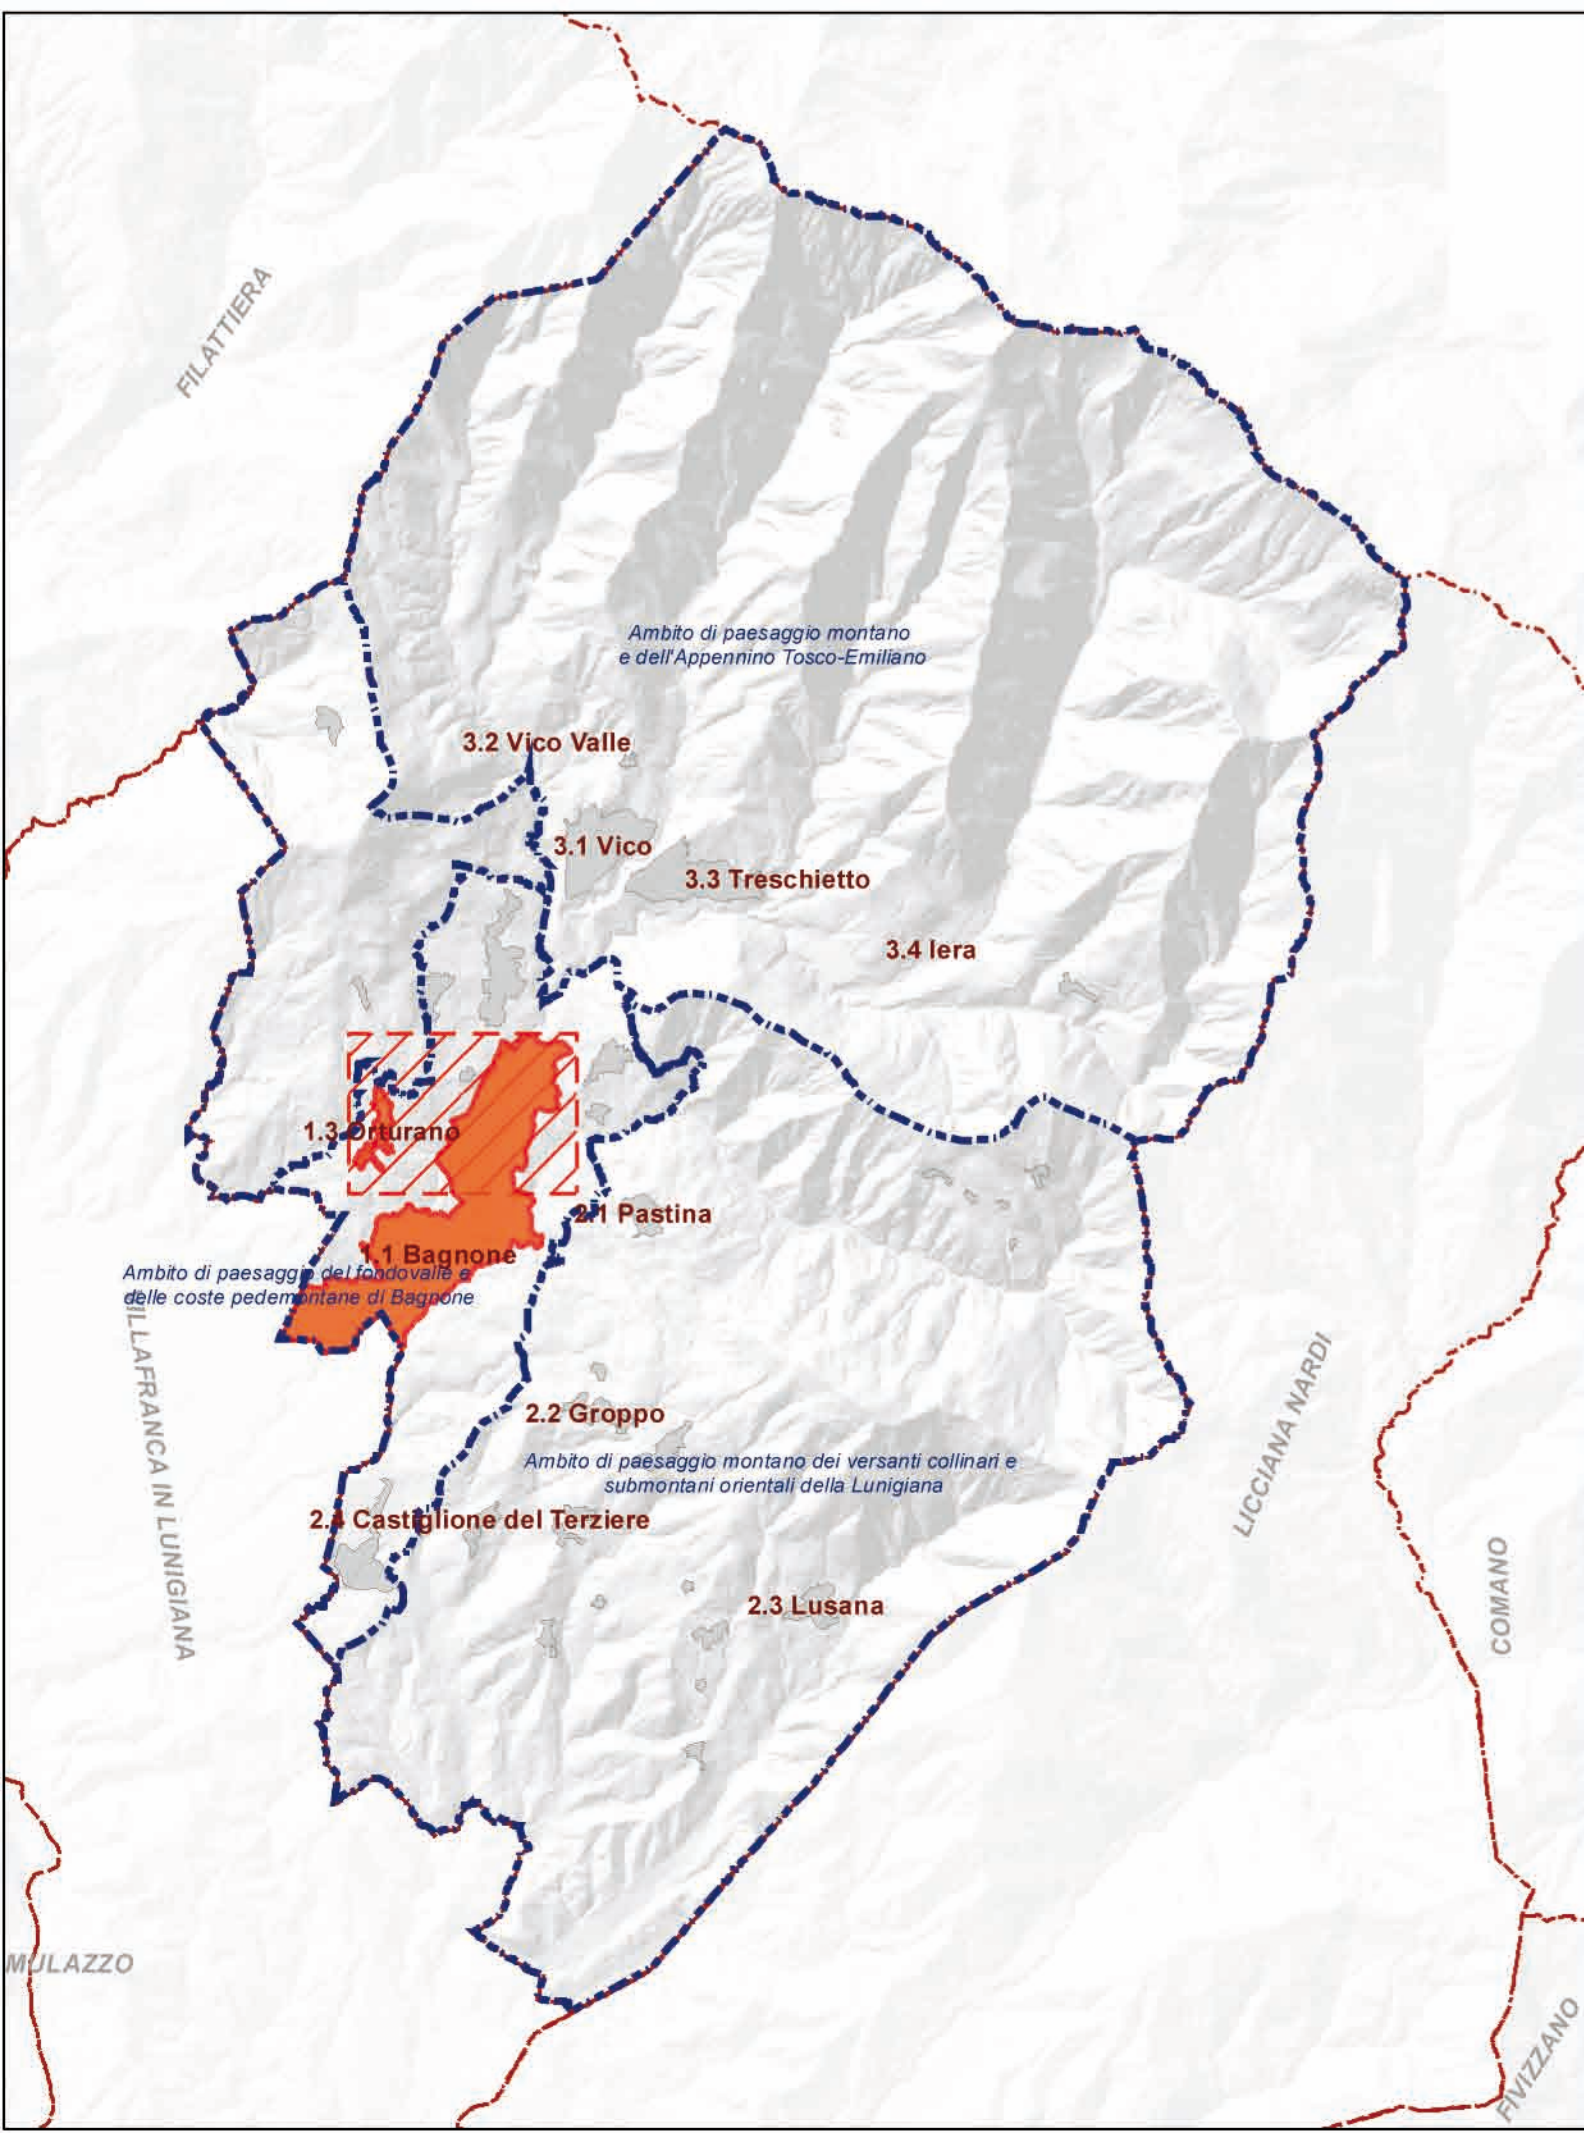 FILATTIERA
Ambito di paesaggio montano
e dell'Appennino Tosco-Emiliano
3.2 Vico Valle
3.1 Vico
3.3 Treschietto
3.4 Iera
1.3 Orturano
2.1 Pastina
1.1 Bagnone
Ambito di paesaggio del fondovalle e
delle coste pedemontane di Bagnone
VILLAFRANCA IN LUNIGIANA
LICCIANA NARDI
2.2 Groppo
Ambito di paesaggio montano dei versanti collinari e
submontani orientali della Lunigiana
2.4 Castiglione del Terziere
COMANO
2.3 Lusana
MULAZZO
FIVIZZANO